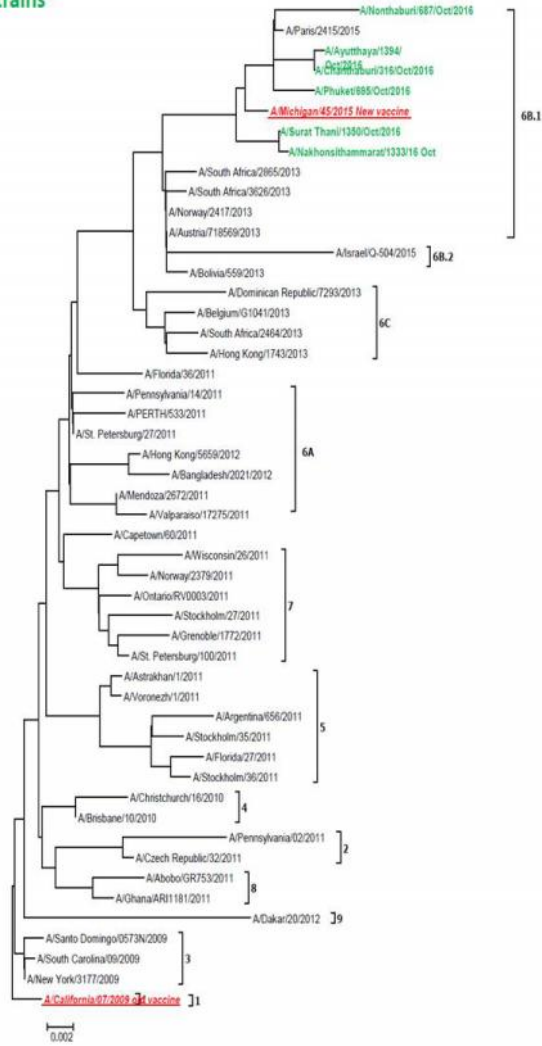 A/Nonthaburi/687/Oct/2016
A/Paris/2415/2015
A/Ayutthaya/1394/
Oct/2016
A/Chanthaburi/316/Oct/2016
A/Phuket/695/Oct/2016
A/Michigan/45/2015 New vaccine
6B.1
A/Surat Thani/1350/Oct/2016
A/Nakhonsithammarat/1333/16 Oct
A/South Africa/2865/2013
A/South Africa/3626/2013
A/Norway/2417/2013
A/Austria/718569/2013
A/Israel/Q-504/2015
6B.2
A/Bolivia/559/2013
A/Dominican Republic/7293/2013
A/Belgium/G1041/2013
6C
A/South Africa/2464/2013
A/Hong Kong/1743/2013
A/Florida/36/2011
A/Pennsylvania/14/2011
A/PERTH/533/2011
A/St. Petersburg/27/2011
6A
A/Hong Kong/5659/2012
A/Bangladesh/2021/2012
A/Mendoza/2672/2011
A/Valparaiso/17275/2011
A/Capetown/60/2011
A/Wisconsin/26/2011
A/Norway/2379/2011
A/Ontario/RV0003/2011
7
A/Stockholm/27/2011
A/Grenoble/1772/2011
A/St. Petersburg/100/2011
A/Astrakhan/1/2011
A/Voronezh/1/2011
A/Argentina/656/2011
5
A/Stockholm/35/2011
A/Florida/27/2011
A/Stockholm/36/2011
A/Christchurch/16/2010
4
A/Brisbane/10/2010
A/Pennsylvania/02/2011
2
A/Czech Republic/32/2011
A/Abobo/GR753/2011
8
A/Ghana/ARI1181/2011
A/Dakar/20/2012
9
A/Santo Domingo/0573N/2009
A/South Carolina/09/2009
3
A/New York/3177/2009
A/California/07/2009 old vaccine
1
0.002